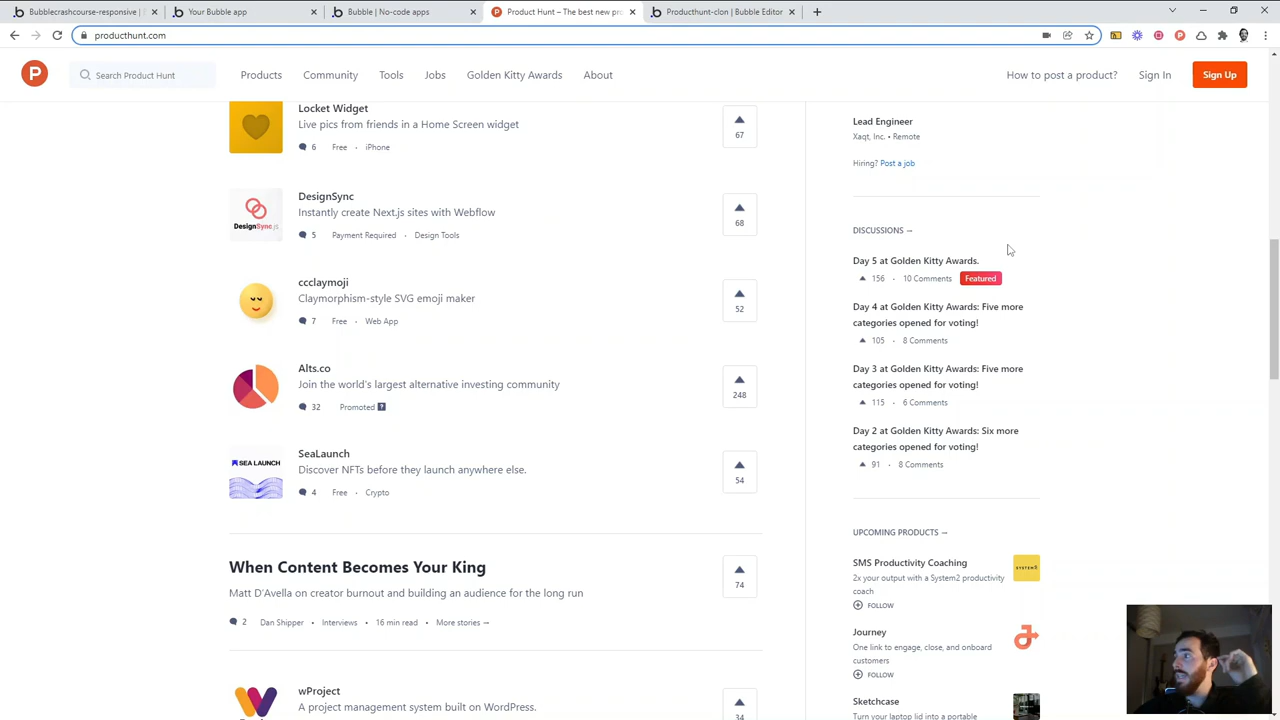 Bubblecrashcourse-responsive |
Your Bubble app
Bubble | No-code apps
Product Hunt – The best new pro
Producthunt-clon | Bubble Editor
producthunt.com
P
Search Product Hunt
Products
Community
Tools
Jobs
Golden Kitty Awards
About
How to post a product?
Sign In
Sign Up
Locket Widget
Live pics from friends in a Home Screen widget
6 Free • iPhone
67
DesignSync
Instantly create Next.js sites with Webflow
5 Payment Required • Design Tools
68
ccclaymoji
Claymorphism-style SVG emoji maker
7 Free • Web App
52
Alts.co
Join the world's largest alternative investing community
32 Promoted ?
248
SEA LAUNCH
SeaLaunch
Discover NFTs before they launch anywhere else.
4 Free • Crypto
54
When Content Becomes Your King
Matt D'Avella on creator burnout and building an audience for the long run
2 Dan Shipper • Interviews • 16 min read • More stories →
74
wProject
A project management system built on WordPress.
34
Lead Engineer
Xaqt, Inc. • Remote
Hiring? Post a job
DISCUSSIONS →
Day 5 at Golden Kitty Awards.
156 • 10 Comments Featured
Day 4 at Golden Kitty Awards: Five more
categories opened for voting!
105 • 8 Comments
Day 3 at Golden Kitty Awards: Five more
categories opened for voting!
115 • 6 Comments
Day 2 at Golden Kitty Awards: Six more
categories opened for voting!
91 • 8 Comments
UPCOMING PRODUCTS →
SMS Productivity Coaching
2x your output with a System2 productivity
coach
FOLLOW
Journey
One link to engage, close, and onboard
customers
FOLLOW
Sketchcase
Turn your laptop lid into a portable